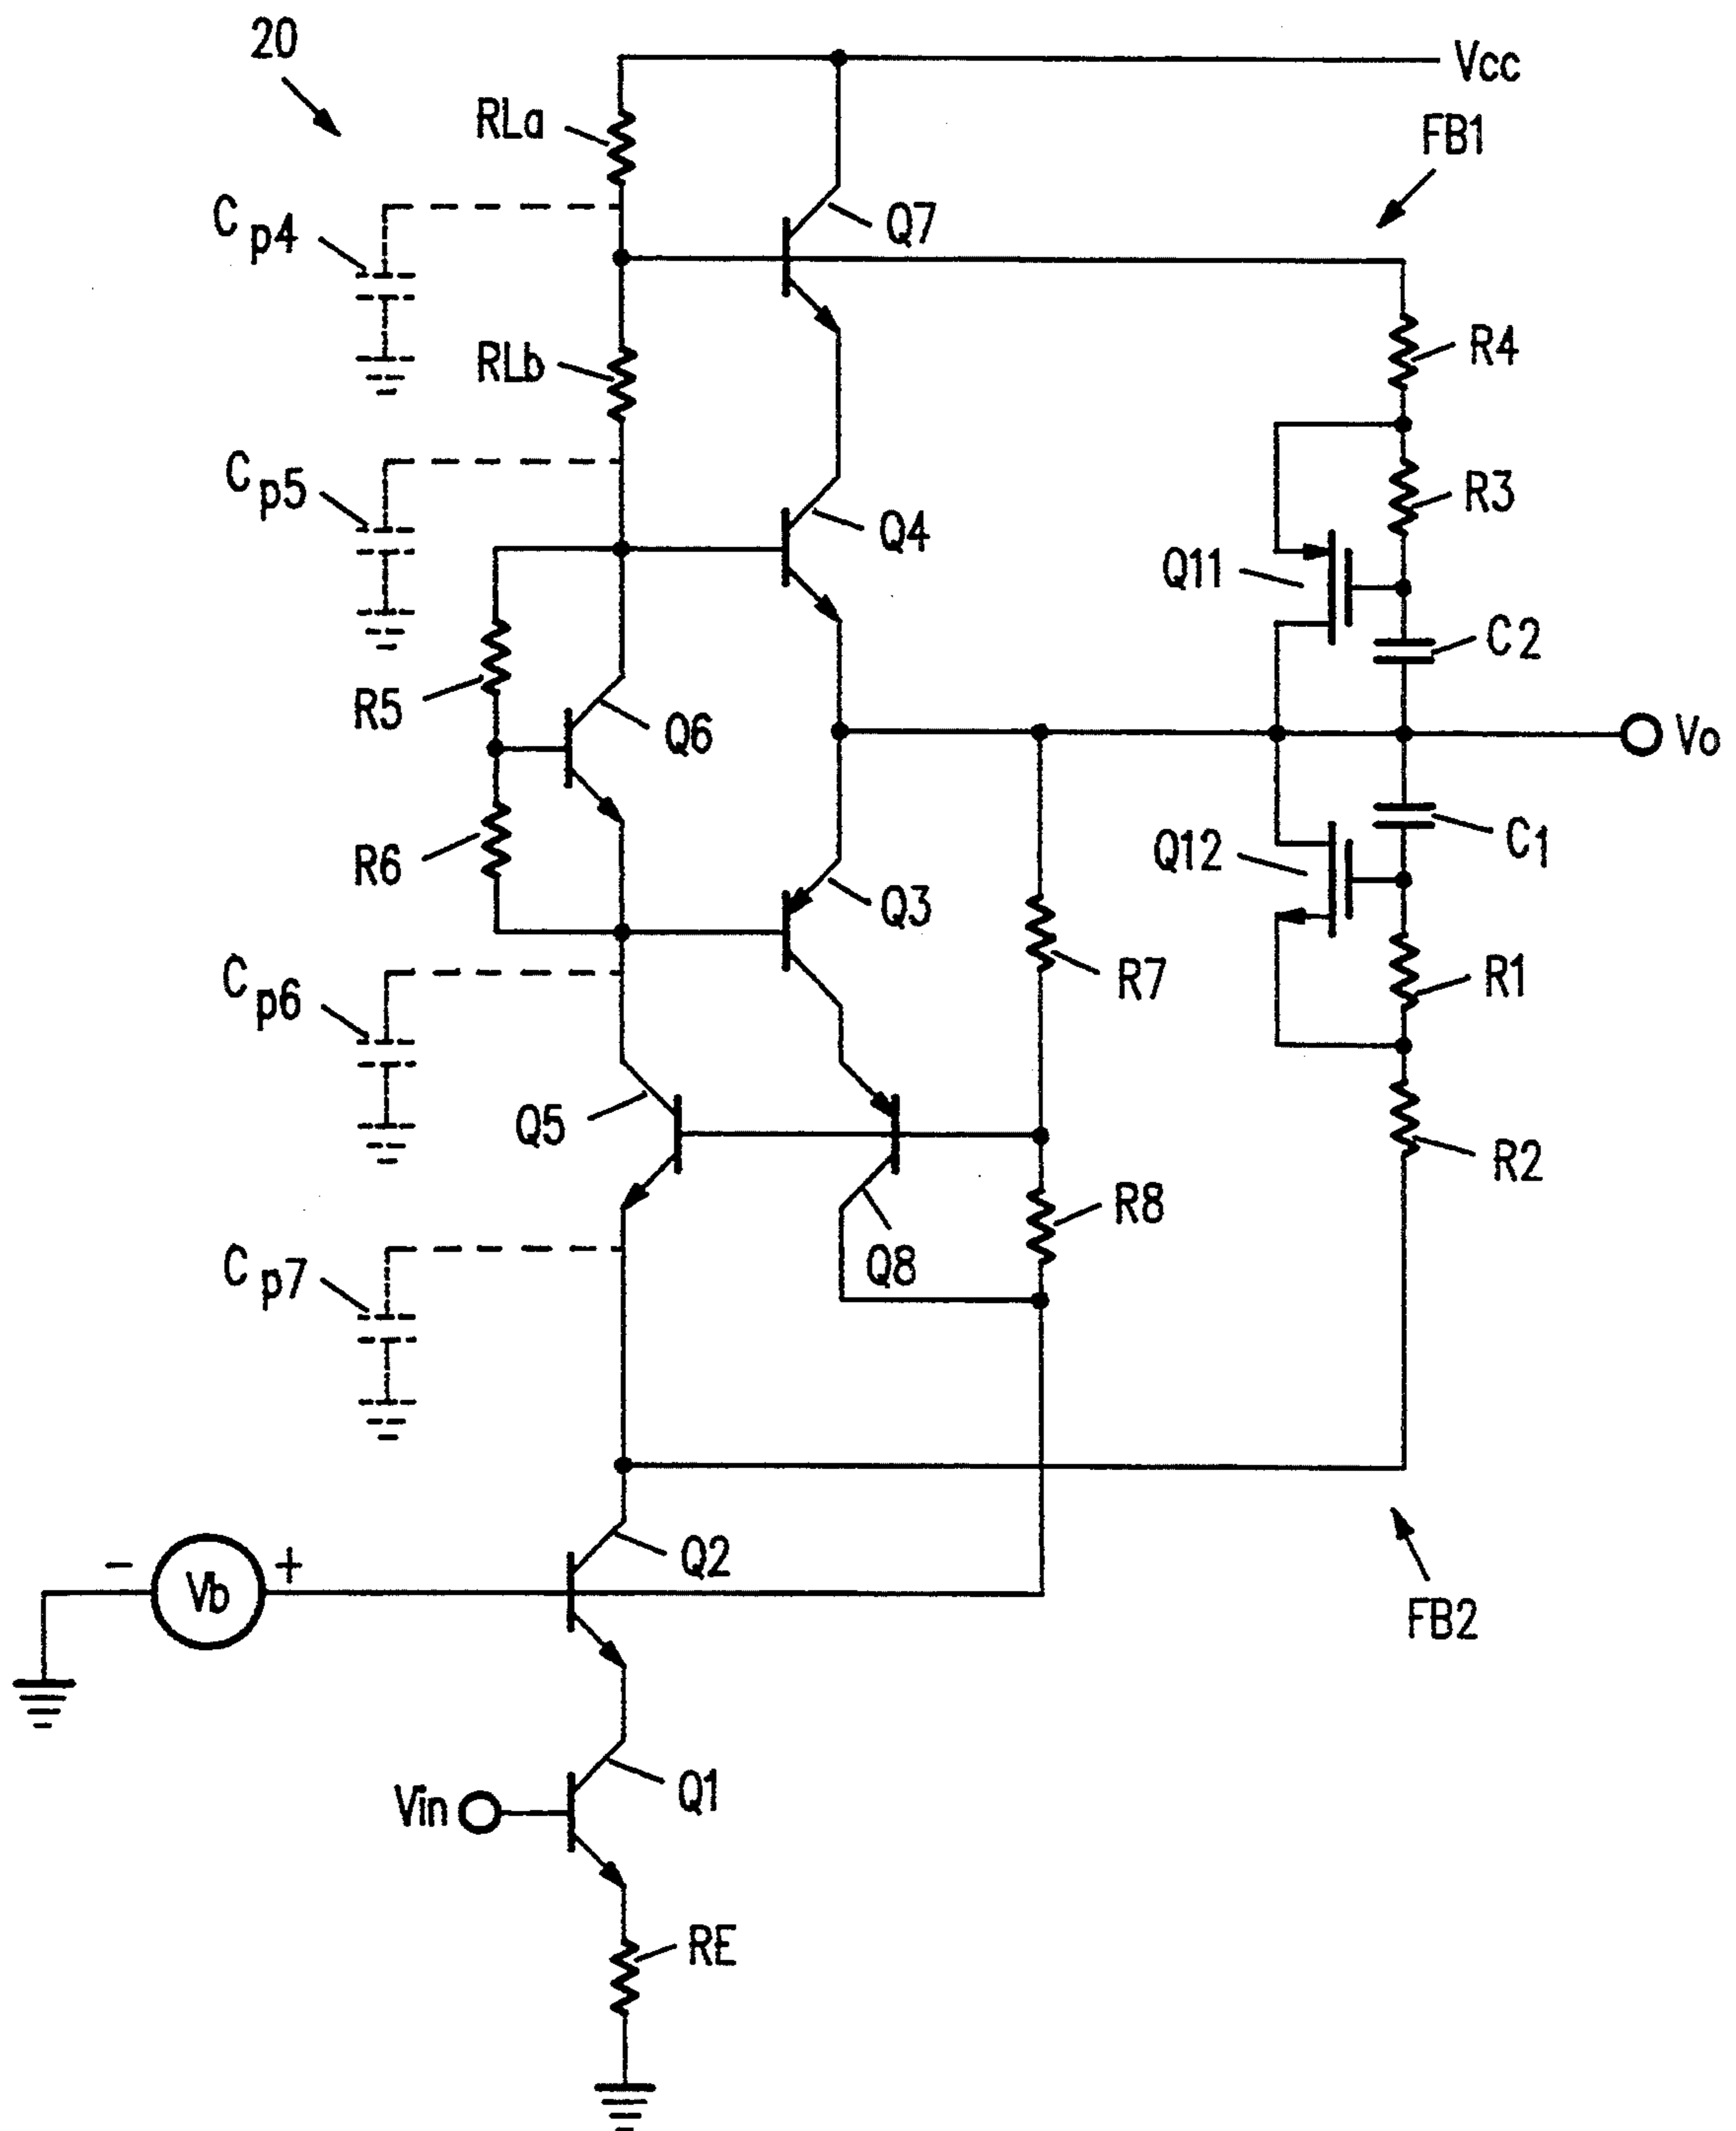 20
Vcc
RLa
FB1
Cp4
Q7
R4
RLb
Cp5
R3
Q4
Q11
C2
R5
Q6
Vo
Q12
C1
R6
Q3
R7
R1
Cp6
Q5
R2
R8
Q8
Cp7
Q2
- Vb +
FB2
Q1
Vin
RE